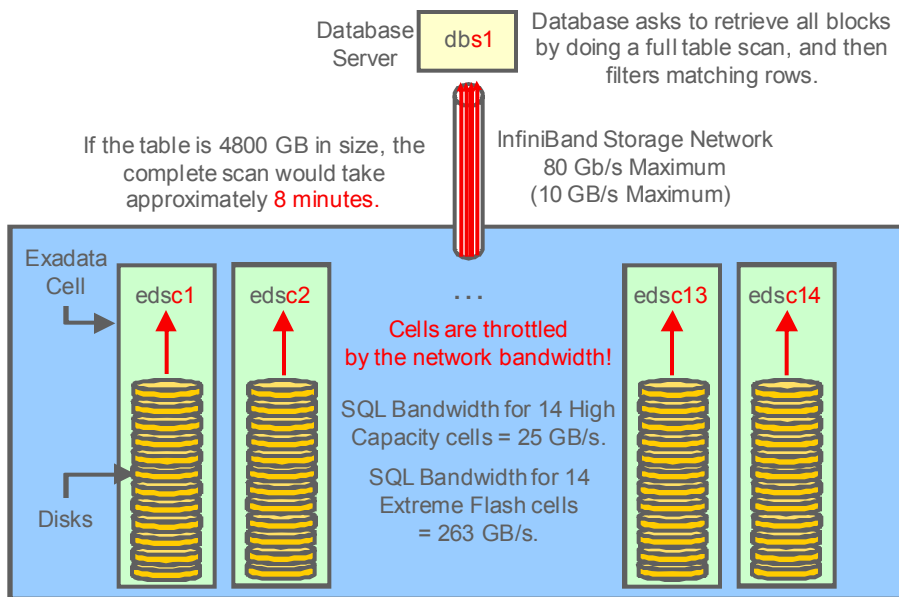 Database
Server
dbs1
Database asks to retrieve all blocks
by doing a full table scan, and then
filters matching rows.
If the table is 4800 GB in size, the
complete scan would take
approximately 8 minutes.
InfiniBand Storage Network
80 Gb/s Maximum
(10 GB/s Maximum)
Exadata
Cell
edsc1
edsc2
...
edsc13
edsc14
Cells are throttled
by the network bandwidth!
SQL Bandwidth for 14 High
Capacity cells = 25 GB/s.
SQL Bandwidth for 14
Extreme Flash cells
= 263 GB/s.
Disks